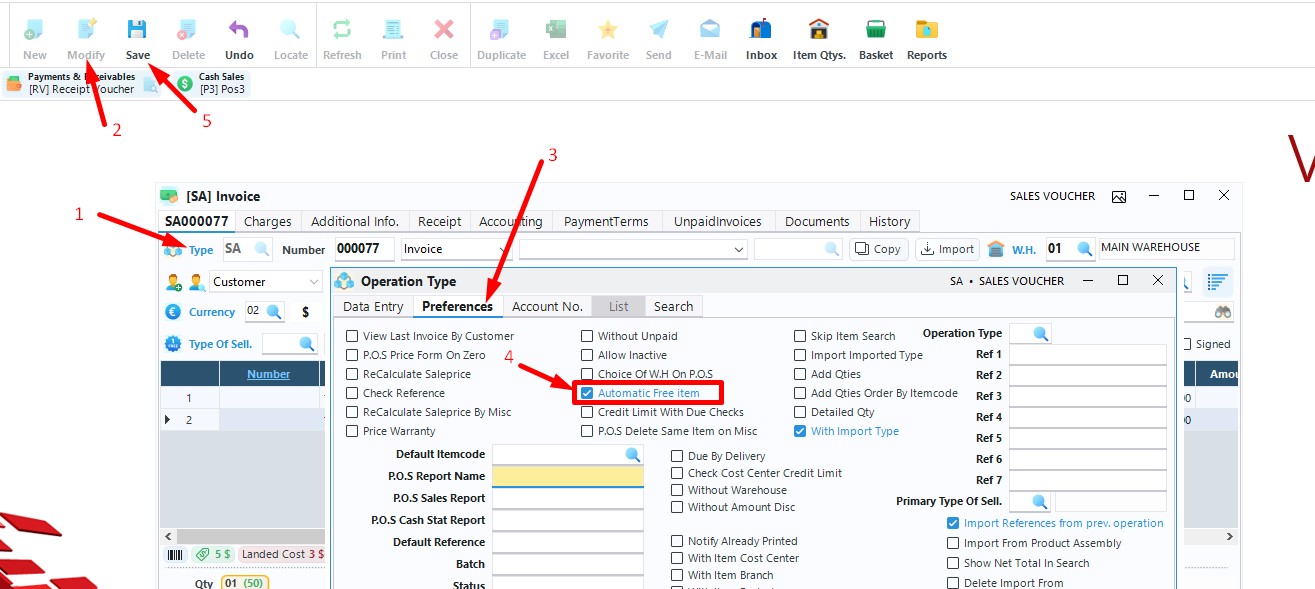 New Modify Save Delete Undo Locate Refresh Print Close Duplicate Excel Favorite Send E-Mail Inbox Item Qtys. Basket Reports
Payments & Receivables
[RV] Receipt Voucher
Cash Sales
[P3] Pos3
2
5
3
1
[SA] Invoice
SALES VOUCHER
SA000077 Charges Additional Info. Receipt Accounting PaymentTerms UnpaidInvoices Documents History
Type SA Number 000077 Invoice Copy Import W.H. 01 MAIN WAREHOUSE
Customer
Currency 02 $
Type Of Sell.
Signed
Number
Amou
1
2
Operation Type
SA • SALES VOUCHER
Data Entry Preferences Account No. List Search
View Last Invoice By Customer
P.O.S Price Form On Zero
ReCalculate Saleprice
Check Reference
ReCalculate Saleprice By Misc
Price Warranty
4
Without Unpaid
Allow Inactive
Choice Of W.H On P.O.S
Automatic Free item
Credit Limit With Due Checks
P.O.S Delete Same Item on Misc
Skip Item Search
Import Imported Type
Add Qties
Add Qties Order By Itemcode
Detailed Qty
With Import Type
Operation Type
Ref 1
Ref 2
Ref 3
Ref 4
Ref 5
Ref 6
Ref 7
Primary Type Of Sell.
Default Itemcode
P.O.S Report Name
P.O.S Sales Report
P.O.S Cash Stat Report
Default Reference
Batch
Status
Due By Delivery
Check Cost Center Credit Limit
Without Warehouse
Without Amount Disc
Notify Already Printed
With Item Cost Center
With Item Branch
Import References from prev. operation
Import From Product Assembly
Show Net Total In Search
Delete Import From
5 $ Landed Cost 3 $
Qty 01 (50)